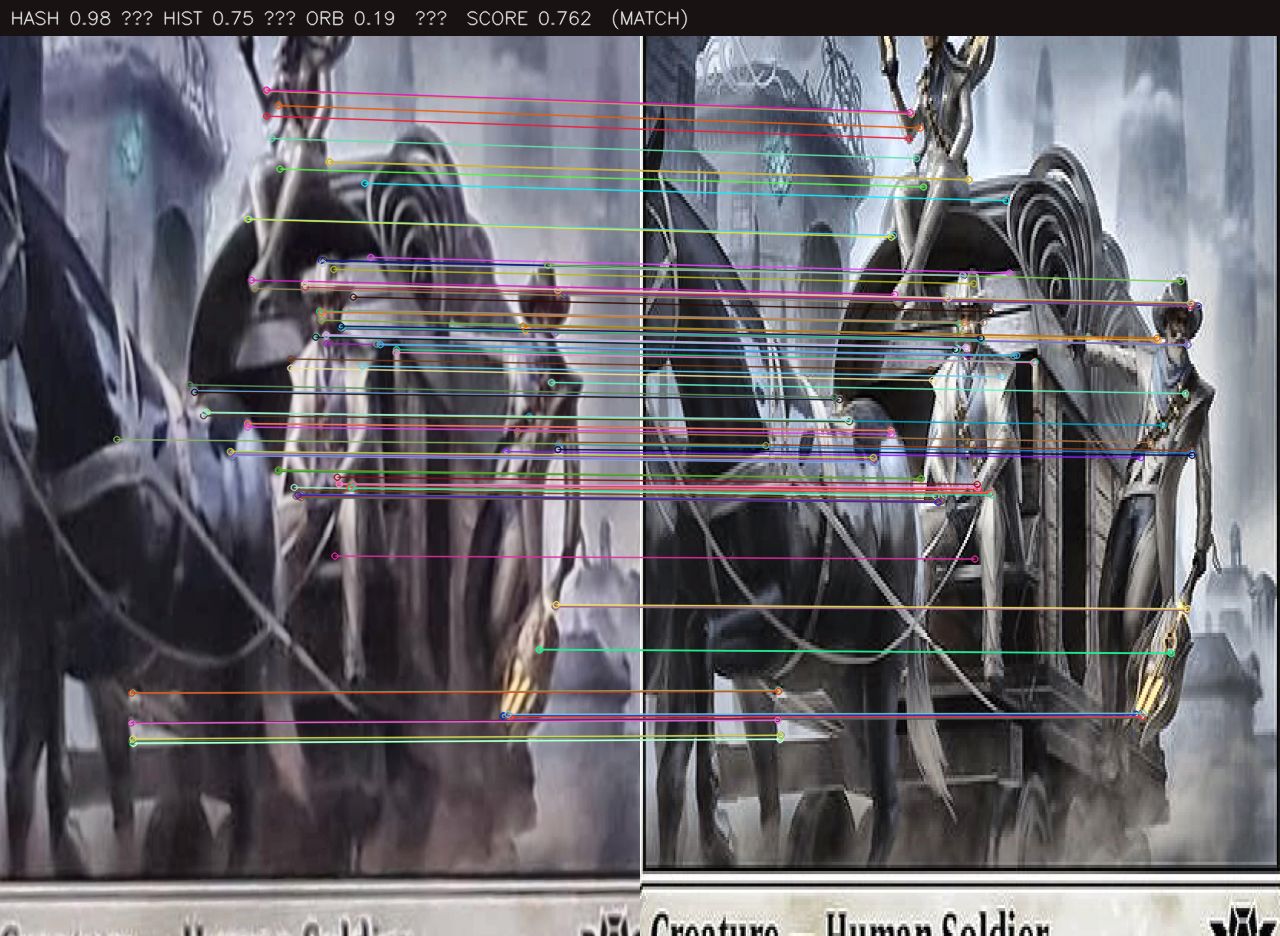 HASH 0.98 ??? HIST 0.75 ??? ORB 0.19 ??? SCORE 0.762 (MATCH)
Creature — Human Soldier